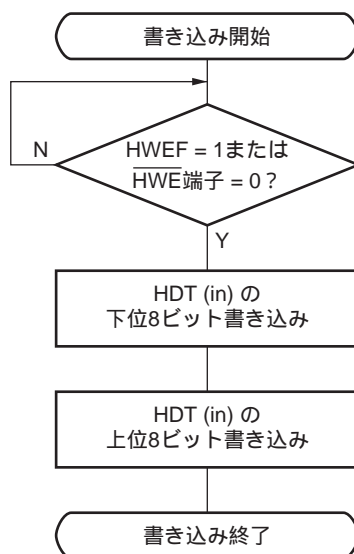 書き込み開始
N
HWEF = 1または
HWE端子 = 0 ?
Y
HDT (in) の
下位8ビット書き込み
HDT (in) の
上位8ビット書き込み
書き込み終了